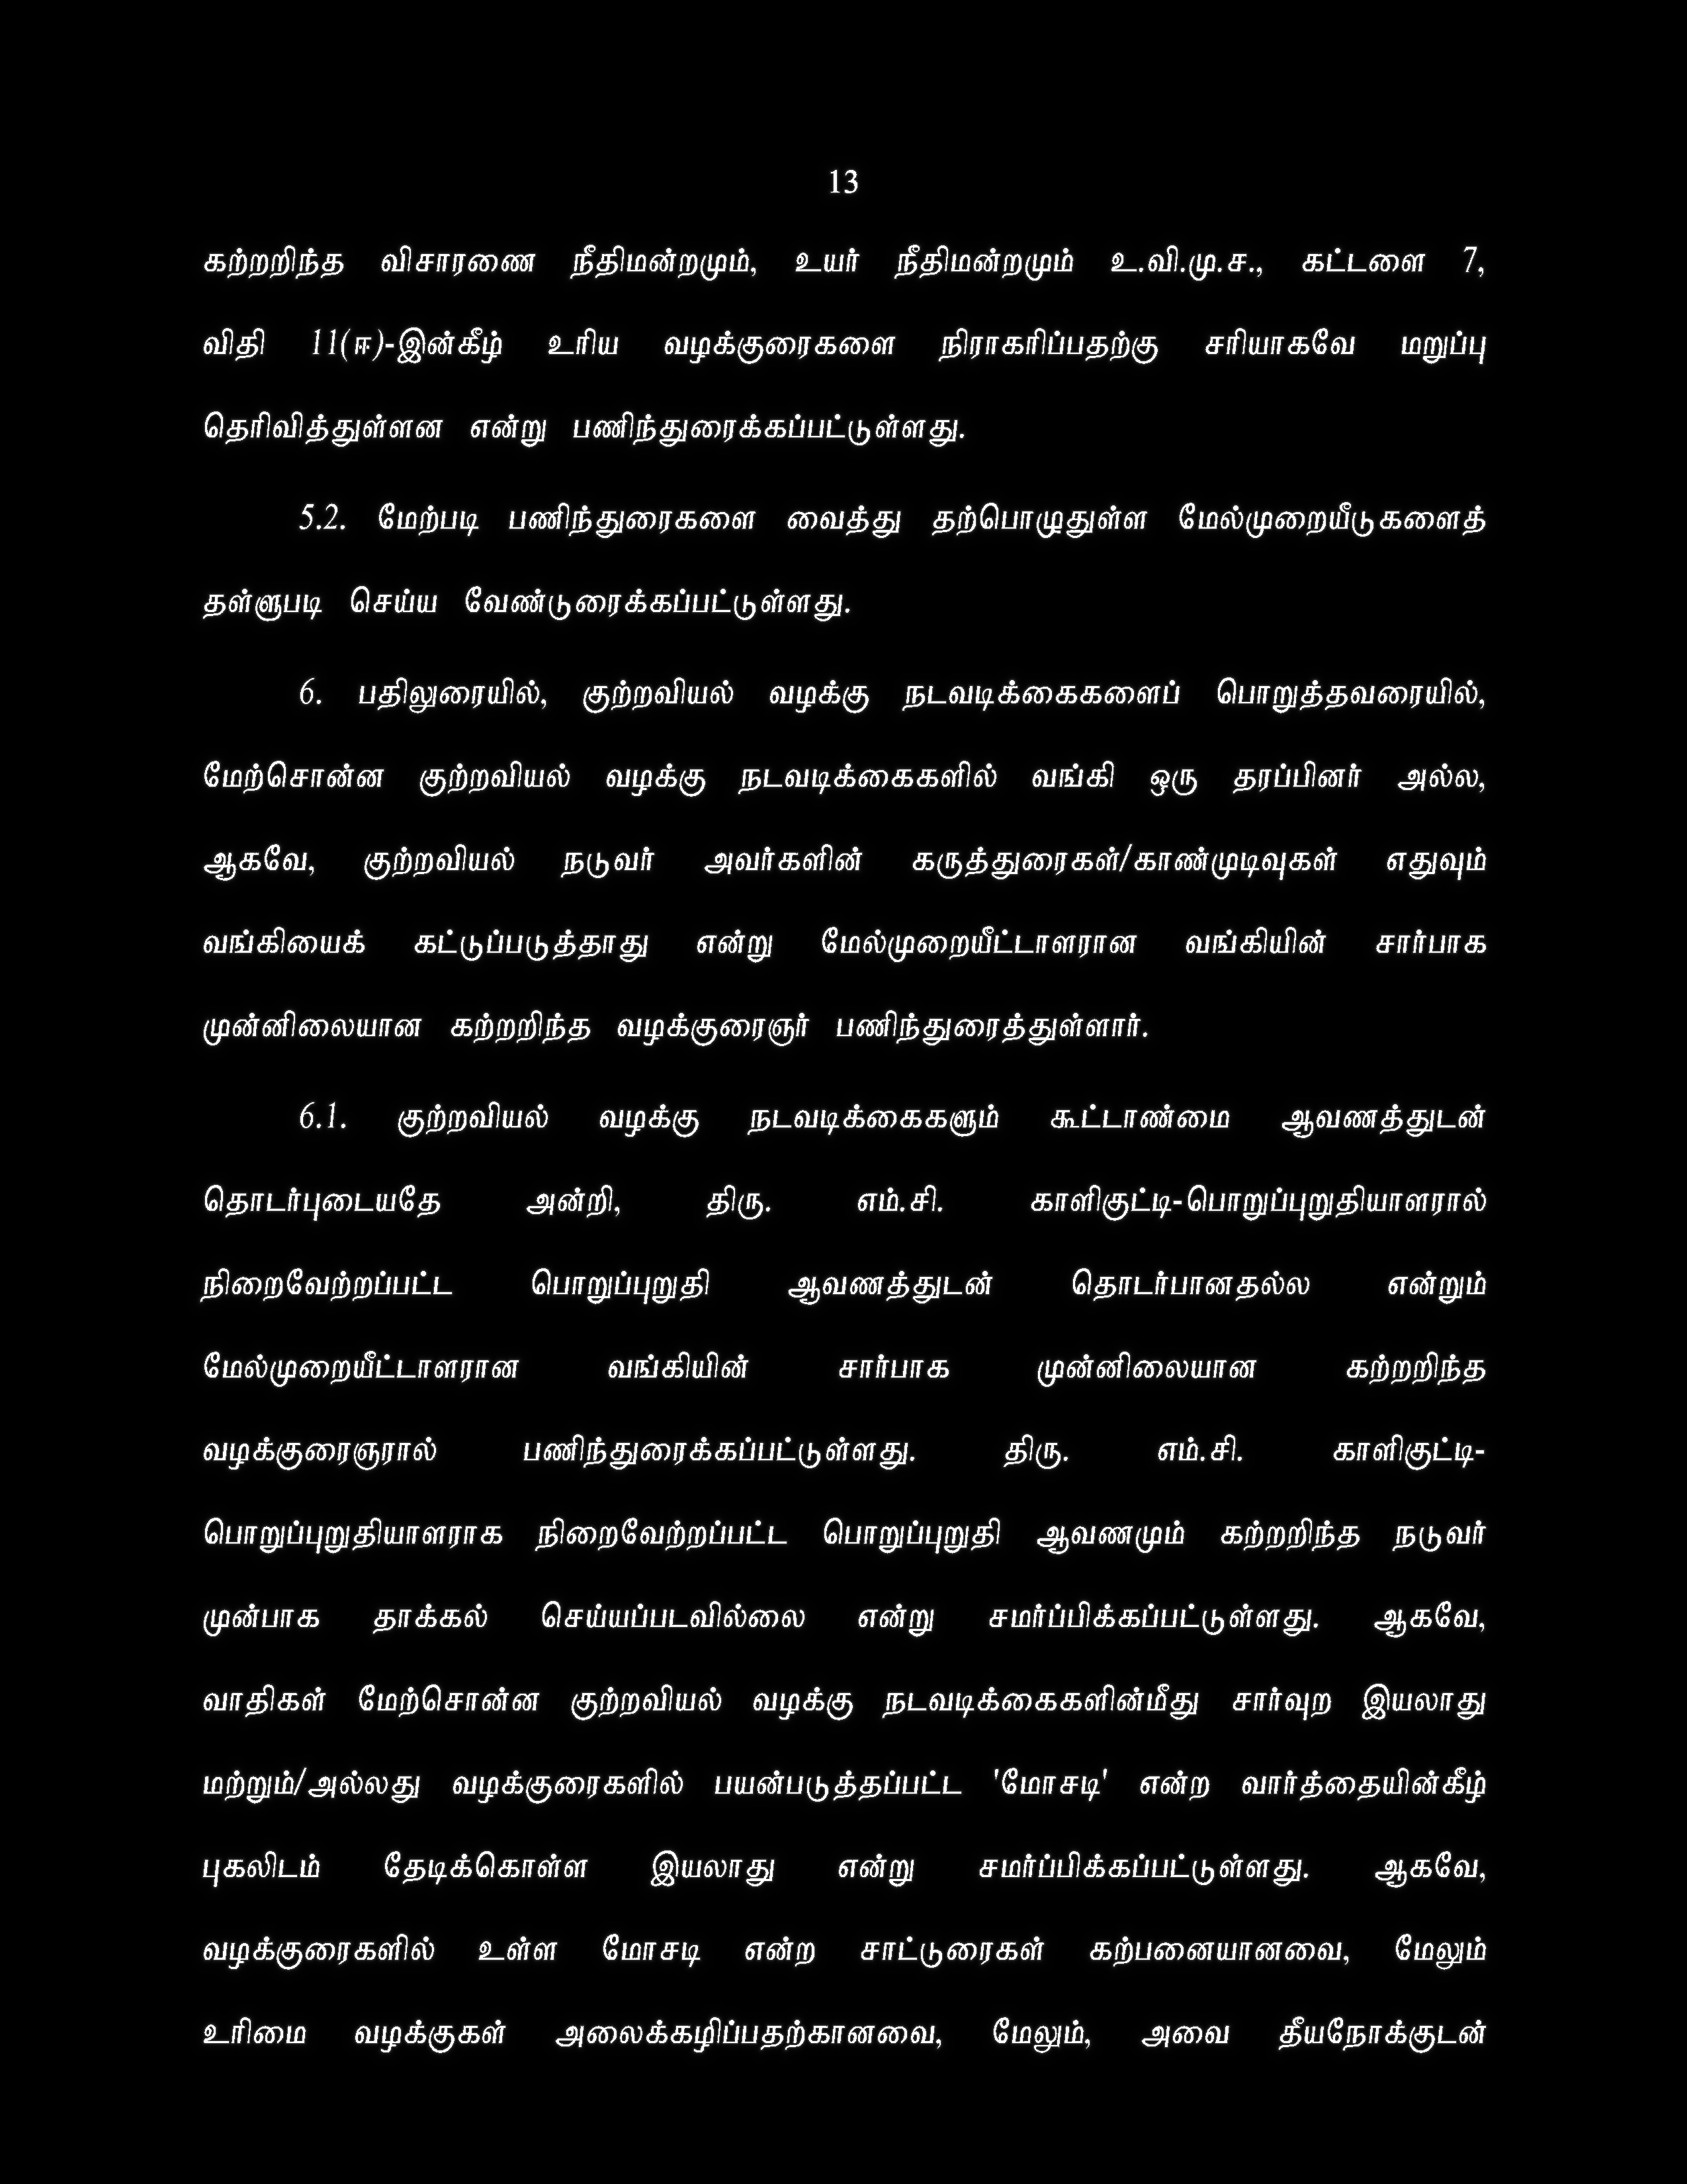 13
கற்றறிந்த விசாரணை நீதிமன்றமும், உயர் நீதிமன்றமும் உ.வி.மு.ச., கட்டளை 7,
விதி 11(ஈ)-இன்கீழ் உரிய வழக்குரைகளை நிராகரிப்பதற்கு சரியாகவே மறுப்பு
தெரிவித்துள்ளன என்று பணிந்துரைக்கப்பட்டுள்ளது.
5.2. மேற்படி பணிந்துரைகளை வைத்து தற்பொழுதுள்ள மேல்முறையீடுகளைத்
தள்ளுபடி செய்ய வேண்டுரைக்கப்பட்டுள்ளது.
6. பதிலுரையில், குற்றவியல் வழக்கு நடவடிக்கைகளைப் பொறுத்தவரையில்,
மேற்சொன்ன குற்றவியல் வழக்கு நடவடிக்கைகளில் வங்கி ஒரு தரப்பினர் அல்ல,
ஆகவே, குற்றவியல் நடுவர் அவர்களின் கருத்துரைகள்/காண்முடிவுகள் எதுவும்
வங்கியைக் கட்டுப்படுத்தாது என்று மேல்முறையீட்டாளரான வங்கியின் சார்பாக
முன்னிலையான கற்றறிந்த வழக்குரைஞர் பணிந்துரைத்துள்ளார்.
6.1. குற்றவியல் வழக்கு நடவடிக்கைகளும் கூட்டாண்மை ஆவணத்துடன்
தொடர்புடையதே அன்றி, திரு. எம்.சி. காளிகுட்டி-பொறுப்புறுதியாளரால்
நிறைவேற்றப்பட்ட பொறுப்புறுதி ஆவணத்துடன் தொடர்பானதல்ல என்றும்
மேல்முறையீட்டாளரான வங்கியின் சார்பாக முன்னிலையான கற்றறிந்த
வழக்குரைஞரால் பணிந்துரைக்கப்பட்டுள்ளது. திரு. எம்.சி. காளிகுட்டி-
பொறுப்புறுதியாளராக நிறைவேற்றப்பட்ட பொறுப்புறுதி ஆவணமும் கற்றறிந்த நடுவர்
முன்பாக தாக்கல் செய்யப்படவில்லை என்று சமர்ப்பிக்கப்பட்டுள்ளது. ஆகவே,
வாதிகள் மேற்சொன்ன குற்றவியல் வழக்கு நடவடிக்கைகளின்மீது சார்வுற இயலாது
மற்றும்/அல்லது வழக்குரைகளில் பயன்படுத்தப்பட்ட 'மோசடி' என்ற வார்த்தையின்கீழ்
புகலிடம் தேடிக்கொள்ள இயலாது என்று சமர்ப்பிக்கப்பட்டுள்ளது. ஆகவே,
வழக்குரைகளில் உள்ள மோசடி என்ற சாட்டுரைகள் கற்பனையானவை, மேலும்
உரிமை வழக்குகள் அலைக்கழிப்பதற்கானவை, மேலும், அவை தீயநோக்குடன்